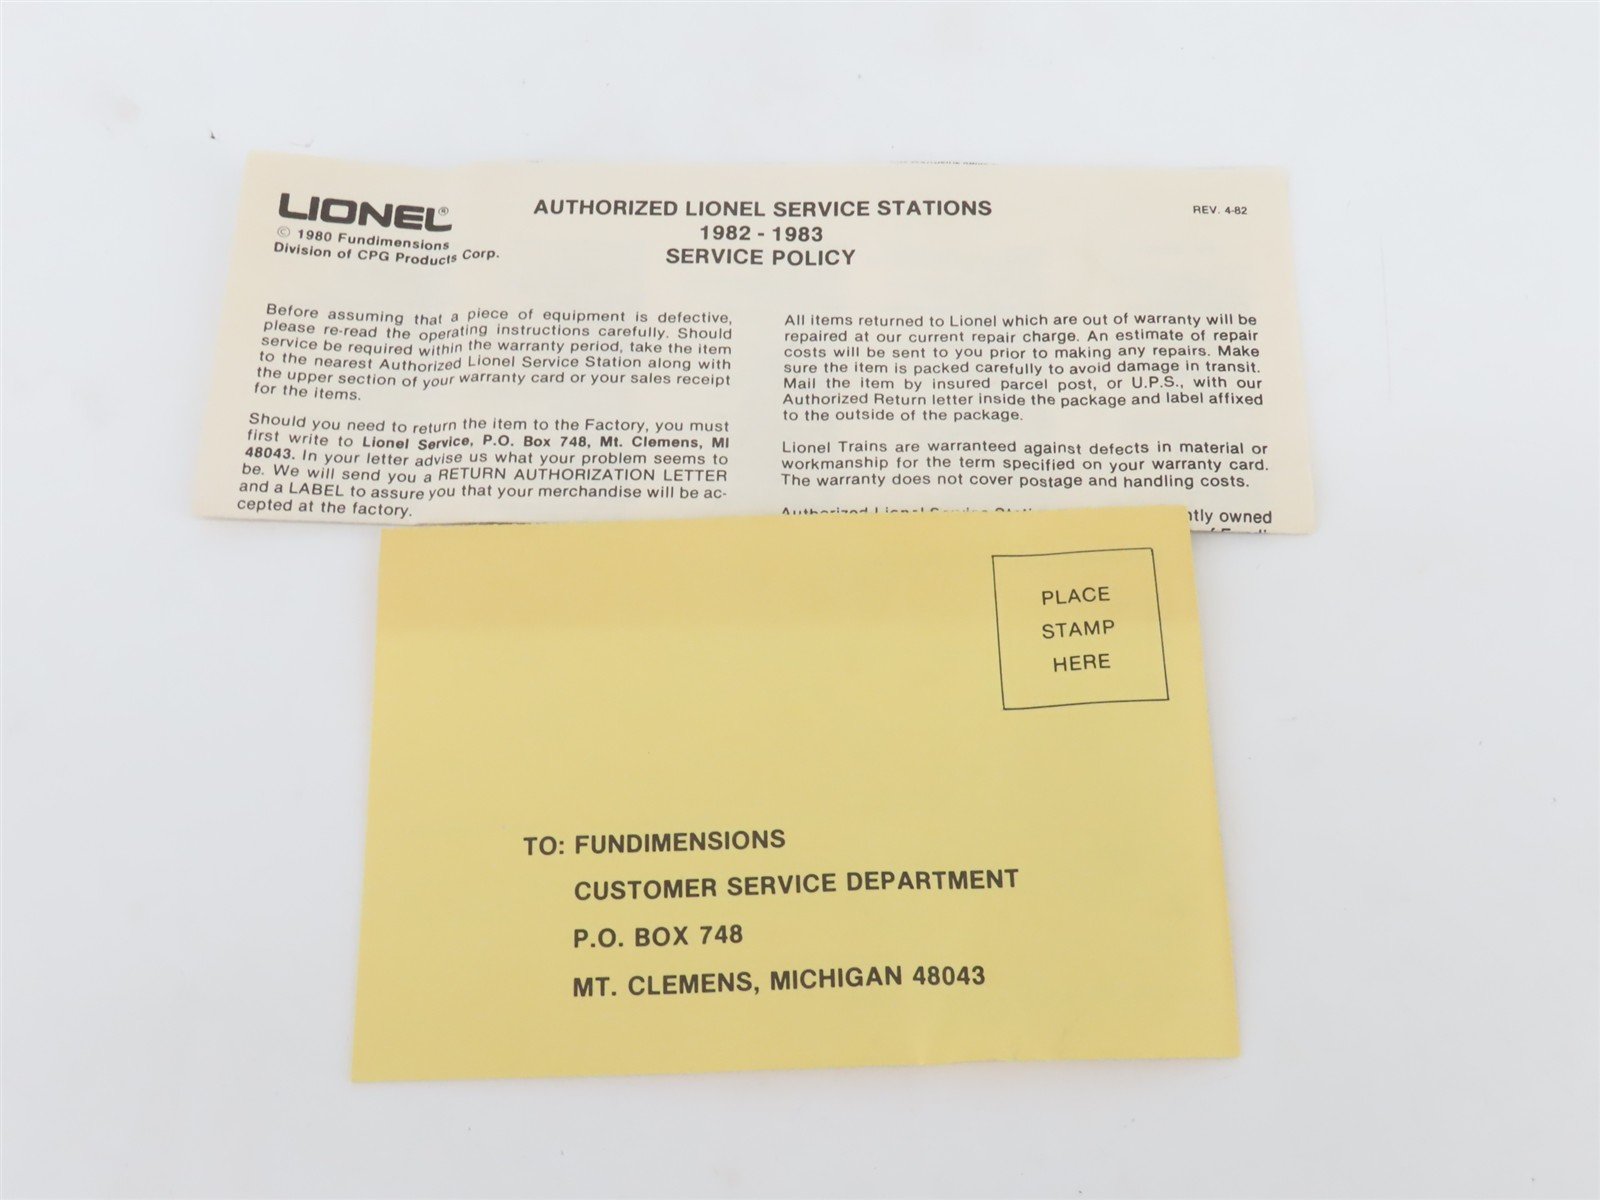 LIONEL®
© 1980 Fundimensions
Division of CPG Products Corp.
AUTHORIZED LIONEL SERVICE STATIONS
1982 - 1983
SERVICE POLICY
REV. 4-82
Before assuming that a piece of equipment is defective,
please re-read the operating instructions carefully. Should
service be required within the warranty period, take the item
to the nearest Authorized Lionel Service Station along with
the upper section of your warranty card or your sales receipt
for the items.
Should you need to return the item to the Factory, you must
first write to Lionel Service, P.O. Box 748, Mt. Clemens, MI
48043. In your letter advise us what your problem seems to
be. We will send you a RETURN AUTHORIZATION LETTER
and a LABEL to assure you that your merchandise will be ac-
cepted at the factory.
All items returned to Lionel which are out of warranty will be
repaired at our current repair charge. An estimate of repair
costs will be sent to you prior to making any repairs. Make
sure the item is packed carefully to avoid damage in transit.
Mail the item by insured parcel post, or U.P.S., with our
Authorized Return letter inside the package and label affixed
to the outside of the package.
Lionel Trains are warranteed against defects in material or
workmanship for the term specified on your warranty card.
The warranty does not cover postage and handling costs.
Authorized Lionel Service owned
PLACE
STAMP
HERE
TO: FUNDIMENSIONS
CUSTOMER SERVICE DEPARTMENT
P.O. BOX 748
MT. CLEMENS, MICHIGAN 48043